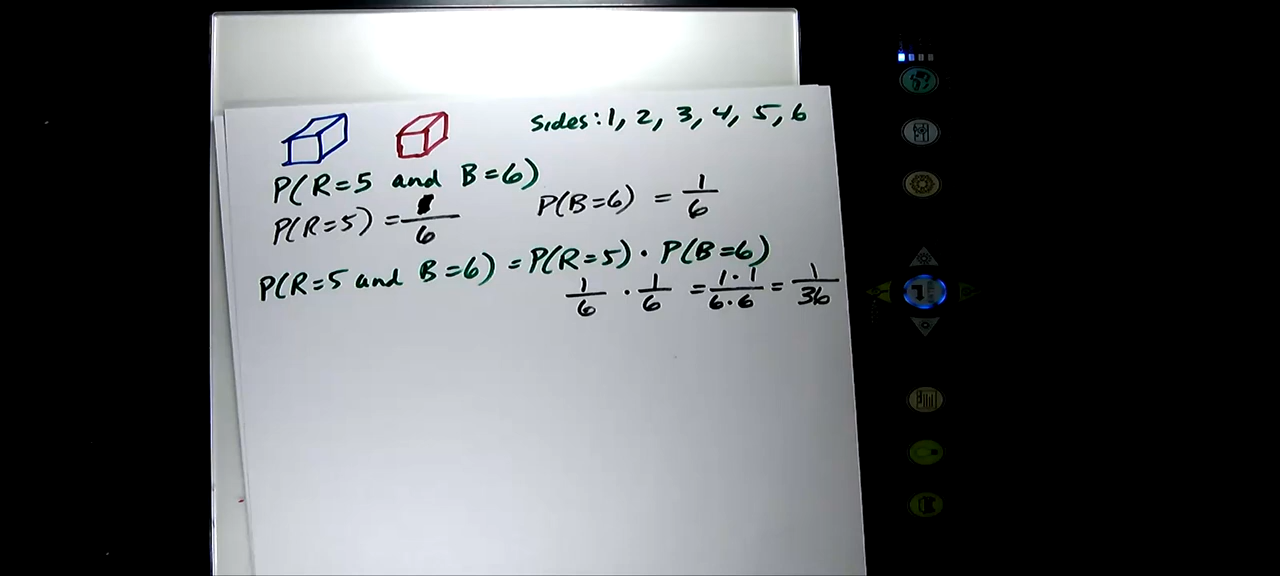 Sides: 1, 2, 3, 4, 5, 6
P(R=5 and B=6)
P(R=5) = 1/6
P(B=6) = 1/6
P(R=5 and B=6) = P(R=5) · P(B=6)
1/6 · 1/6 = 1·1/6·6 = 1/36